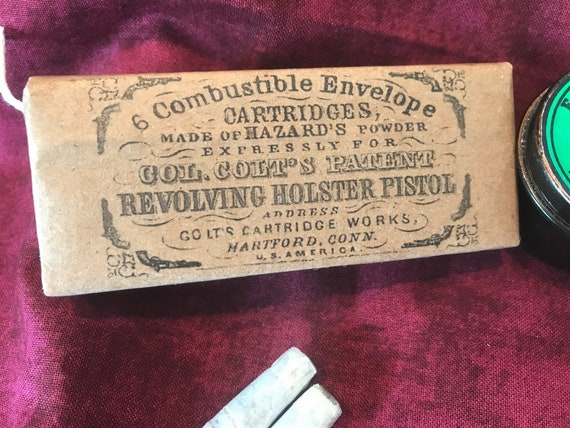 6 Combustible Envelope
CARTRIDGES,
MADE OF HAZARD'S POWDER
EXPRESSLY FOR
COL. COLT'S PATENT
REVOLVING HOLSTER PISTOL
ADDRESS
COLT'S CARTRIDGE WORKS,
HARTFORD, CONN.
U.S. AMERICA.